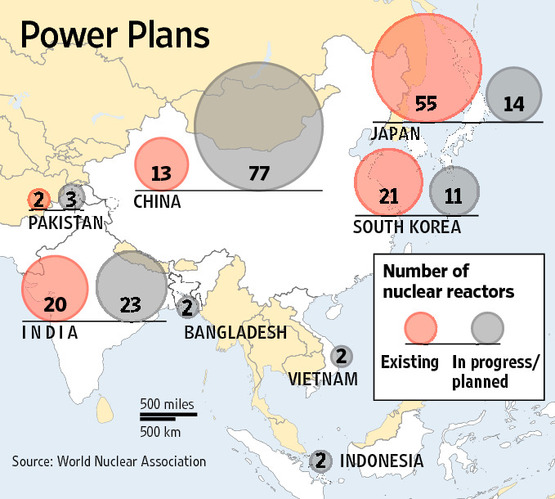 Power Plans
55
14
JAPAN
13
77
CHINA
21
11
SOUTH KOREA
2
3
PAKISTAN
20
23
INDIA
2
BANGLADESH
2
VIETNAM
2
INDONESIA
Number of
nuclear reactors
Existing
In progress/
planned
500 miles
500 km
Source: World Nuclear Association